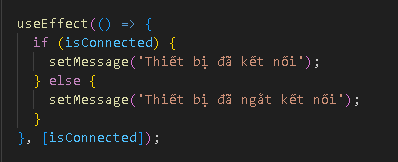 useEffect(() => {
  if (isConnected) {
    setMessage('Thiết bị đã kết nối');
  } else {
    setMessage('Thiết bị đã ngắt kết nối');
  }
}, [isConnected]);